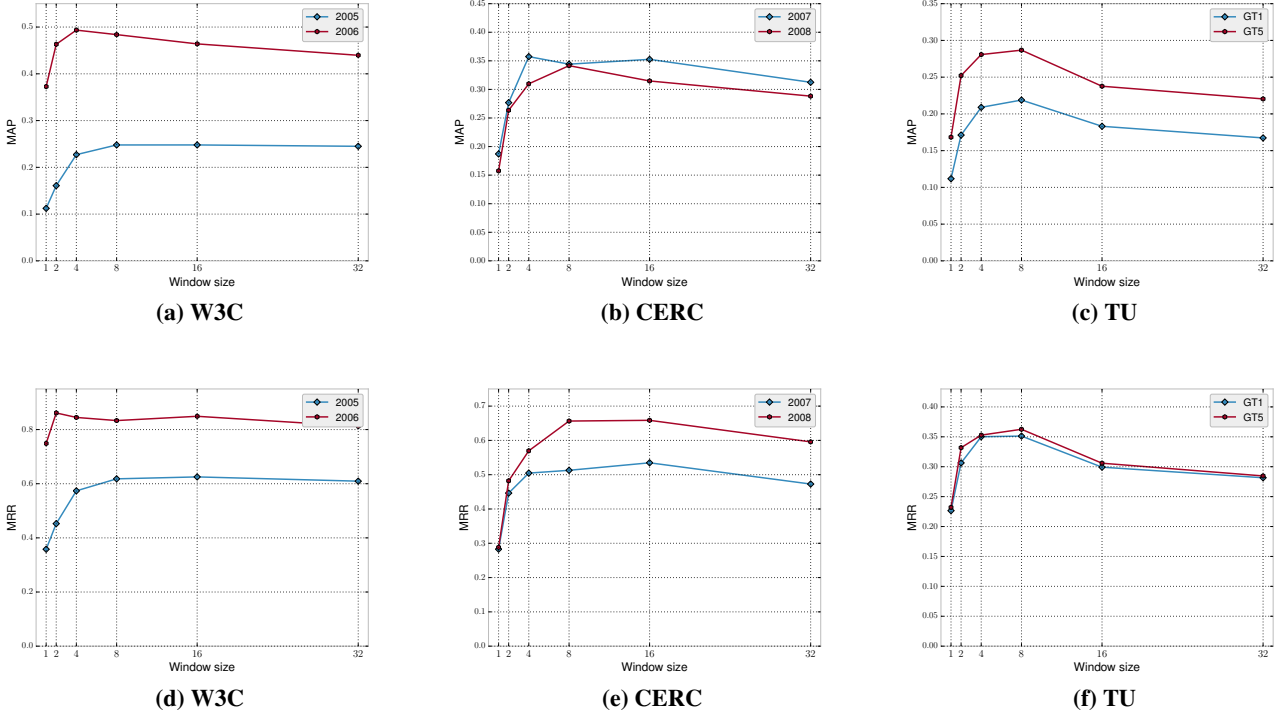 0.5
0.4
0.3
0.2
0.1
0.0
MAP
1 2 4 8 16 32
Window size
2005
2006
(a) W3C
0.45
0.40
0.35
0.30
0.25
0.20
0.15
0.10
0.05
0.00
MAP
1 2 4 8 16 32
Window size
2007
2008
(b) CERC
0.35
0.30
0.25
0.20
0.15
0.10
0.05
0.00
MAP
1 2 4 8 16 32
Window size
GT1
GT5
(c) TU
0.8
0.6
0.4
0.2
0.0
MRR
1 2 4 8 16 32
Window size
2005
2006
(d) W3C
0.7
0.6
0.5
0.4
0.3
0.2
0.1
0.0
MRR
1 2 4 8 16 32
Window size
2007
2008
(e) CERC
0.40
0.35
0.30
0.25
0.20
0.15
0.10
0.05
0.00
MRR
1 2 4 8 16 32
Window size
GT1
GT5
(f) TU